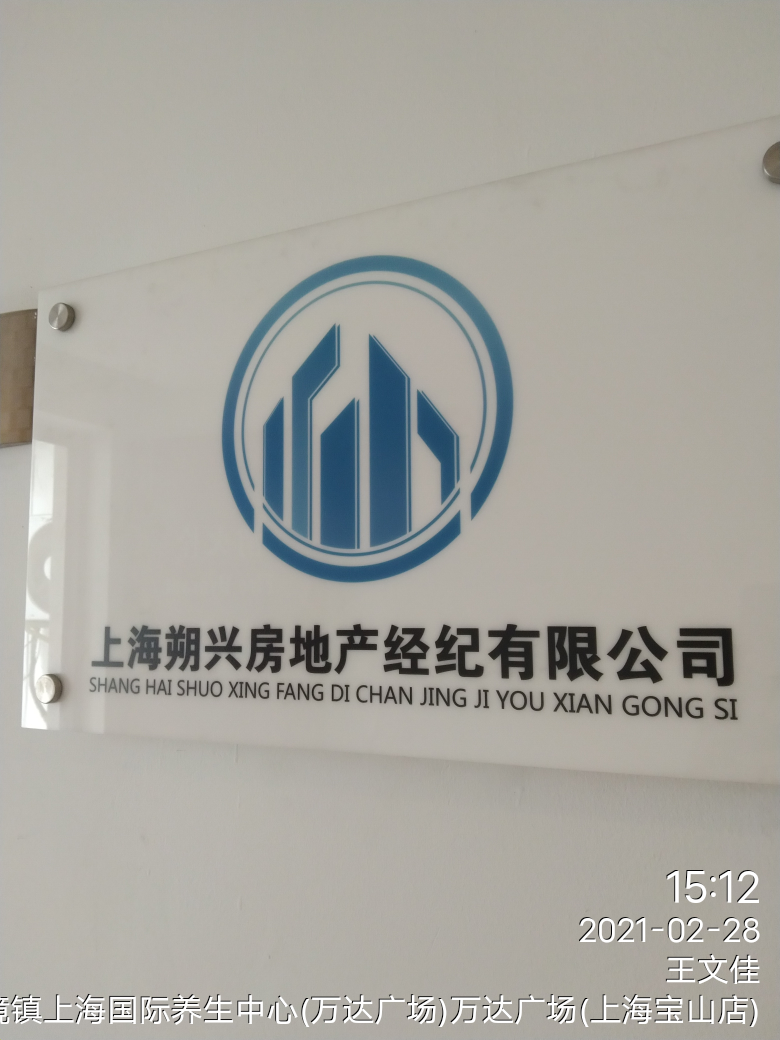 上海朔兴房地产经纪有限公司
SHANG HAI SHUO XING FANG DI CHAN JING JI YOU XIAN GONG SI
15:12
2021-02-28
王文佳
镜镇上海国际养生中心(万达广场)万达广场(上海宝山店)